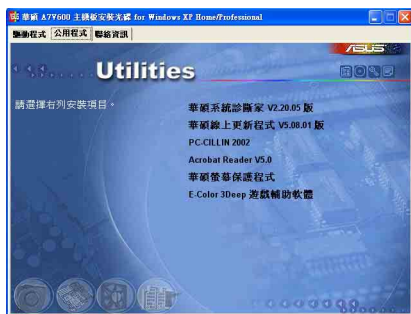 華碩 A7V600 主機板安裝光碟 for Windows XP Home/Professional
驅動程式 公用程式 聯絡資訊
ASUS
Utilities
請選擇右列安裝項目。
華碩系統診斷家 V2.20.05 版
華碩線上更新程式 V5.08.01 版
PC-CILLIN 2002
Acrobat Reader V5.0
華碩螢幕保護程式
E-Color 3Deep 遊戲輔助軟體